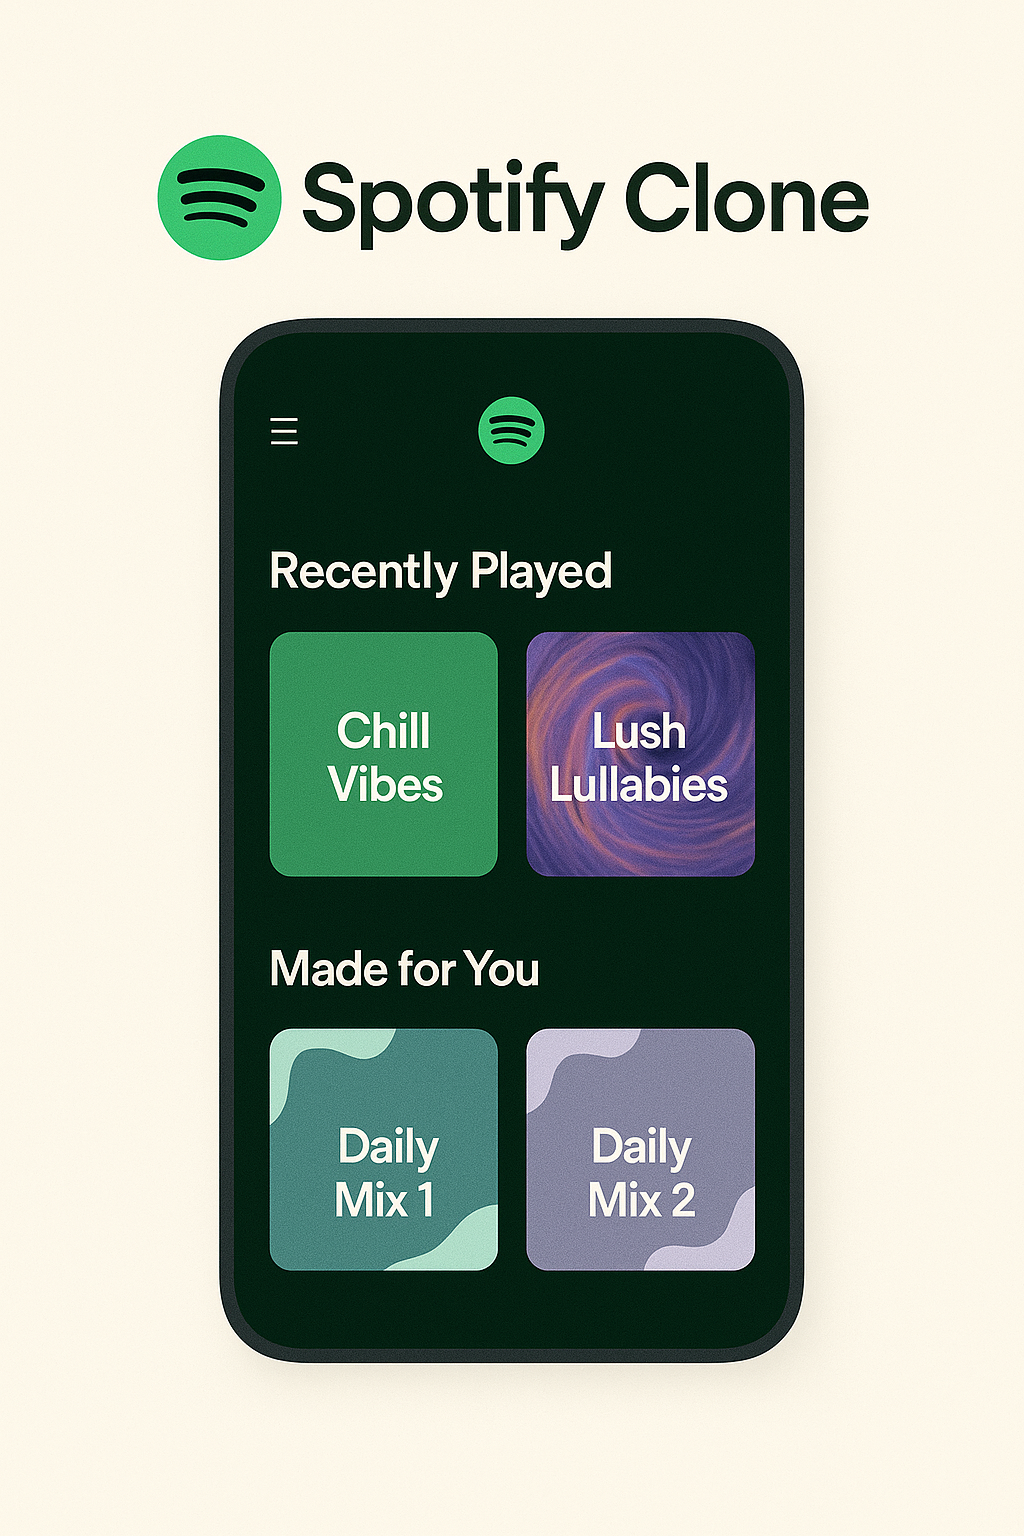 Spotify Clone
Recently Played
Chill
Vibes
Lush
Lullabies
Made for You
Daily
Mix 1
Daily
Mix 2